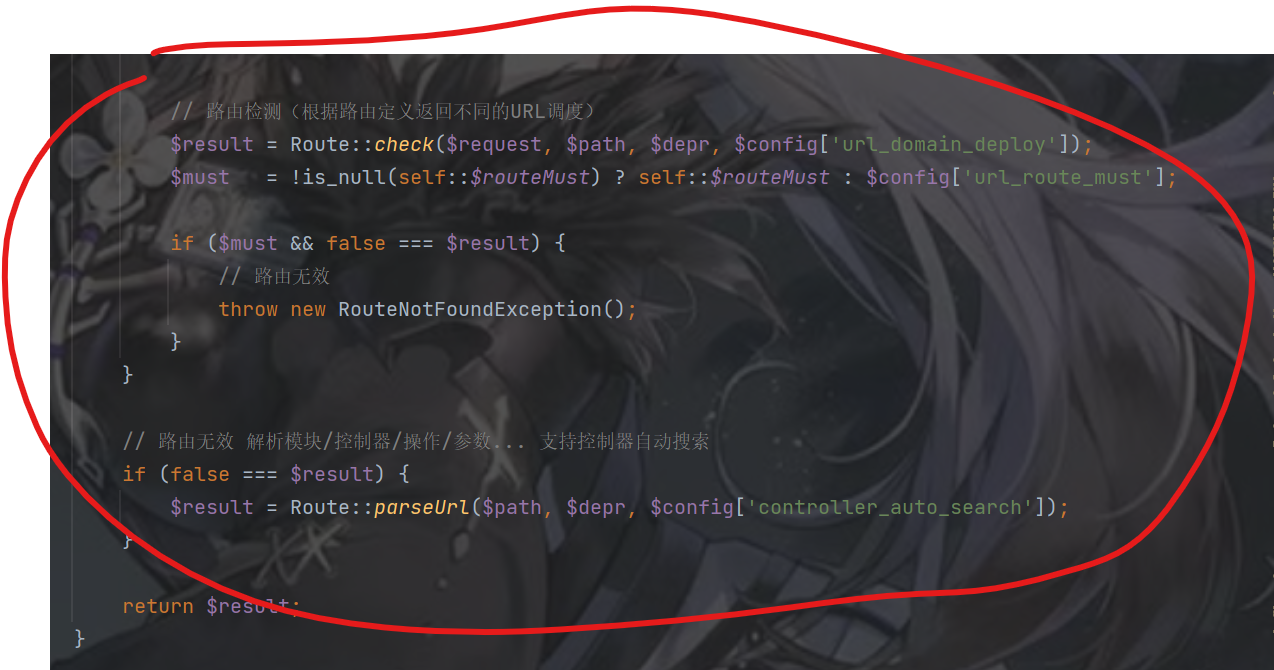 // 路由检测（根据路由定义返回不同的URL调度）
$result = Route::check($request, $path, $depr, $config['url_domain_deploy']);
$must   = !is_null(self::$routeMust) ? self::$routeMust : $config['url_route_must'];
if ($must && false === $result) {
// 路由无效
throw new RouteNotFoundException();
}
}
// 路由无效 解析模块/控制器/操作/参数... 支持控制器自动搜索
if (false === $result) {
$result = Route::parseUrl($path, $depr, $config['controller_auto_search']);
}
return $result;
}